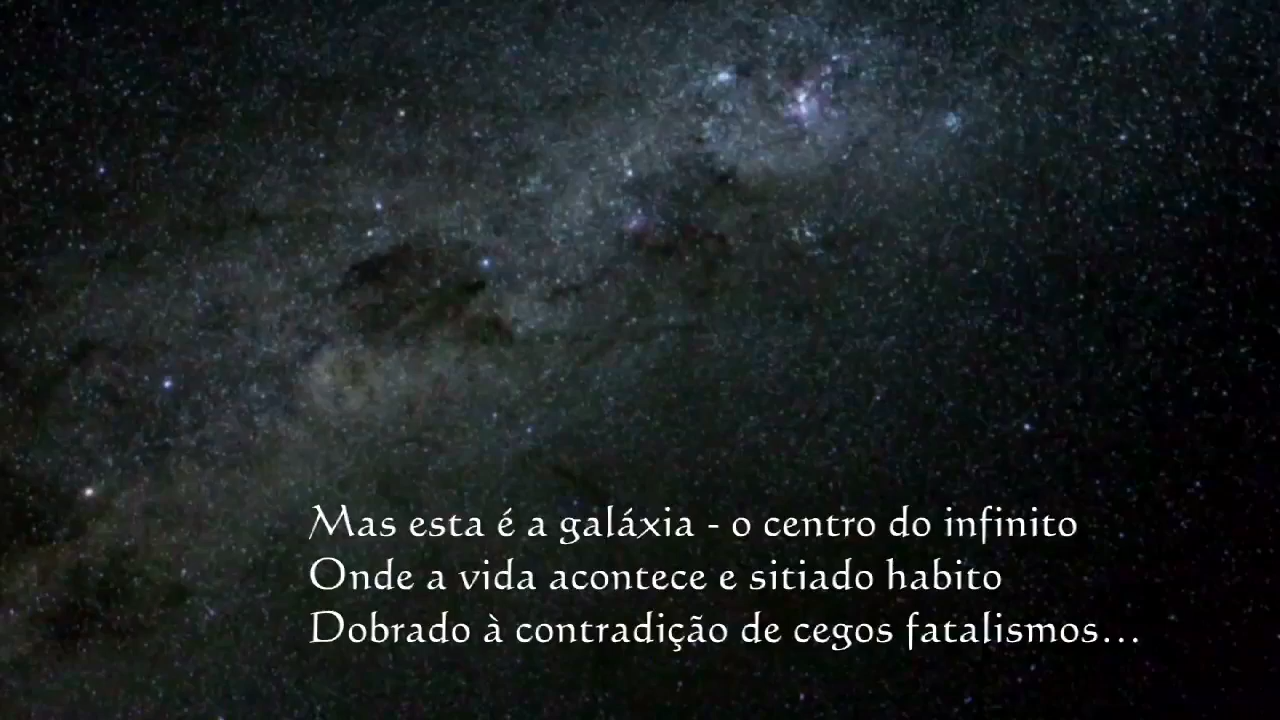 Mas esta é a galáxia - o centro do infinito
Onde a vida acontece e sitiado habito
Dobrado à contradição de cegos fatalismos...